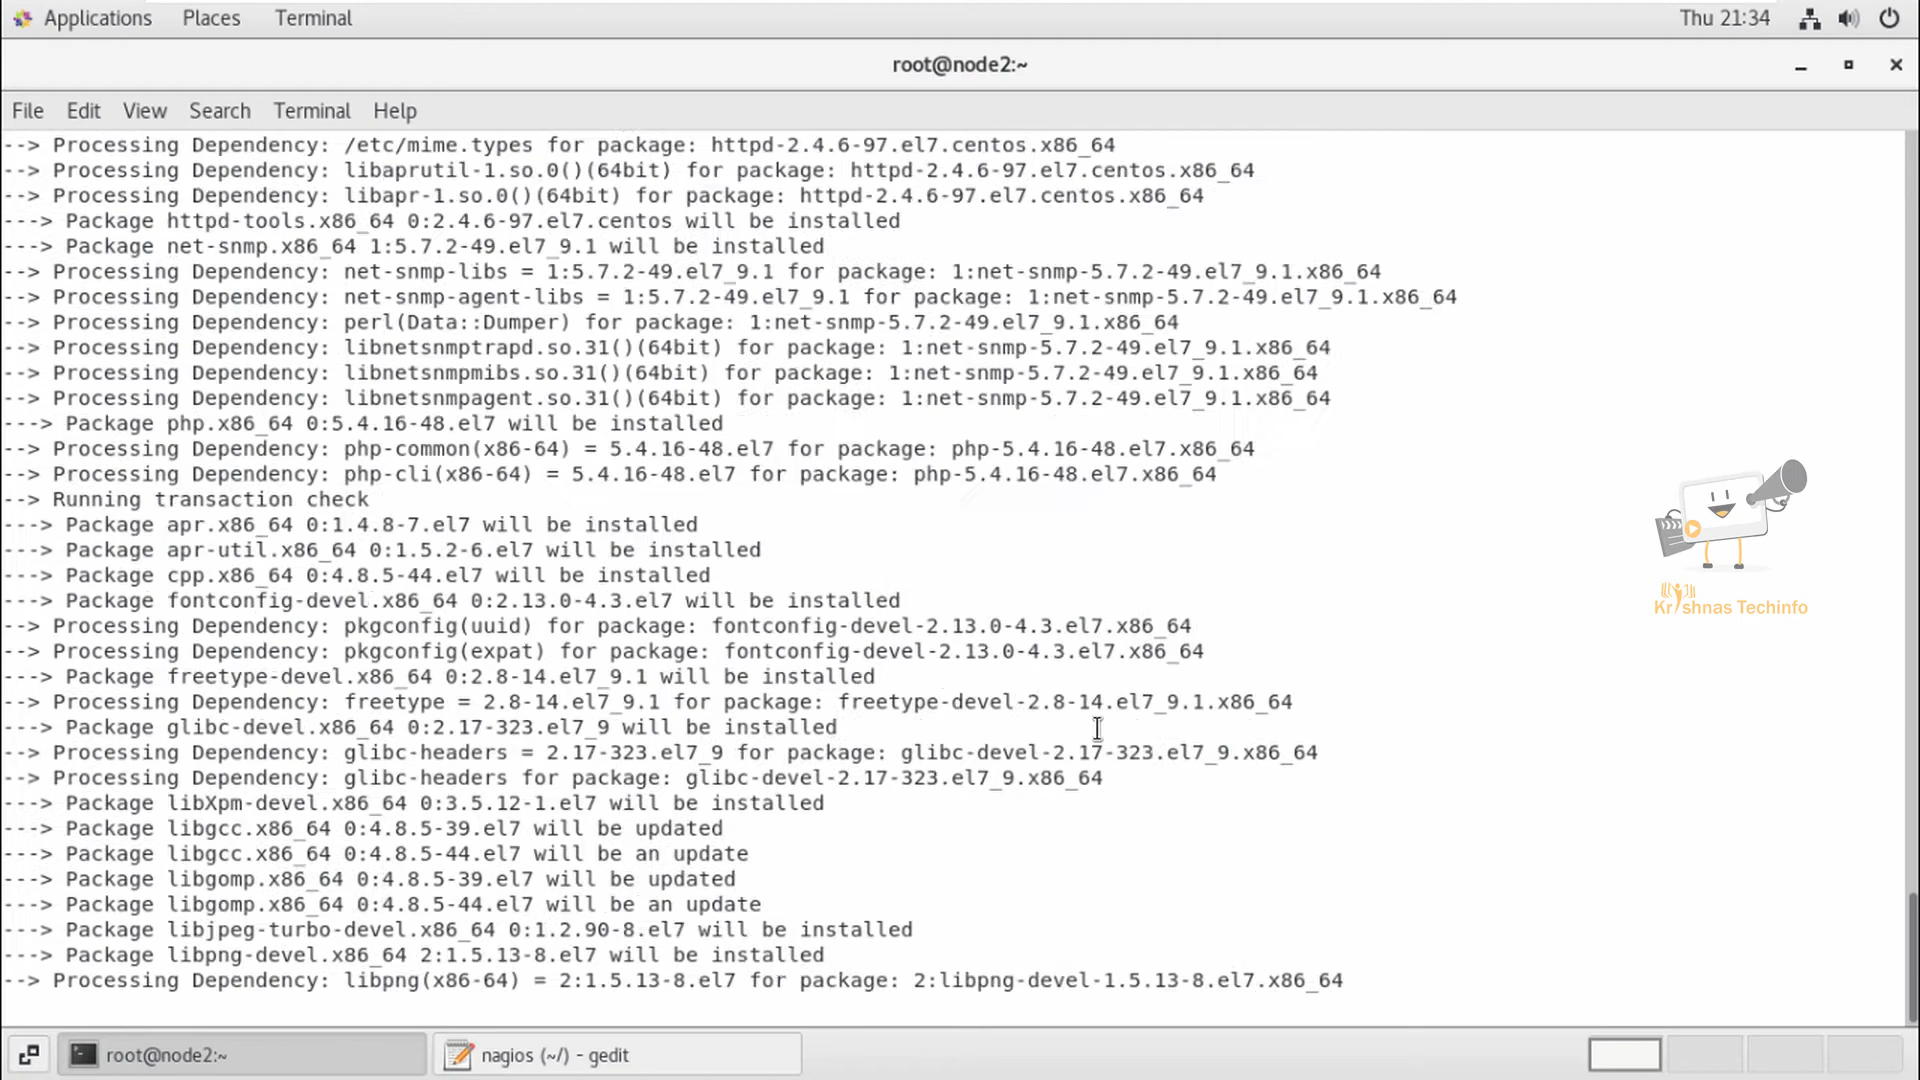 Applications Places Terminal Thu 21:34
root@node2:~
File Edit View Search Terminal Help
--> Processing Dependency: /etc/mime.types for package: httpd-2.4.6-97.el7.centos.x86_64
--> Processing Dependency: libaprutil-1.so.0()(64bit) for package: httpd-2.4.6-97.el7.centos.x86_64
--> Processing Dependency: libapr-1.so.0()(64bit) for package: httpd-2.4.6-97.el7.centos.x86_64
---> Package httpd-tools.x86_64 0:2.4.6-97.el7.centos will be installed
---> Package net-snmp.x86_64 1:5.7.2-49.el7_9.1 will be installed
--> Processing Dependency: net-snmp-libs = 1:5.7.2-49.el7_9.1 for package: 1:net-snmp-5.7.2-49.el7_9.1.x86_64
--> Processing Dependency: net-snmp-agent-libs = 1:5.7.2-49.el7_9.1 for package: 1:net-snmp-5.7.2-49.el7_9.1.x86_64
--> Processing Dependency: perl(Data::Dumper) for package: 1:net-snmp-5.7.2-49.el7_9.1.x86_64
--> Processing Dependency: libnetsnmptrapd.so.31()(64bit) for package: 1:net-snmp-5.7.2-49.el7_9.1.x86_64
--> Processing Dependency: libnetsnmpmibs.so.31()(64bit) for package: 1:net-snmp-5.7.2-49.el7_9.1.x86_64
--> Processing Dependency: libnetsnmpagent.so.31()(64bit) for package: 1:net-snmp-5.7.2-49.el7_9.1.x86_64
---> Package php.x86_64 0:5.4.16-48.el7 will be installed
--> Processing Dependency: php-common(x86-64) = 5.4.16-48.el7 for package: php-5.4.16-48.el7.x86_64
--> Processing Dependency: php-cli(x86-64) = 5.4.16-48.el7 for package: php-5.4.16-48.el7.x86_64
--> Running transaction check
---> Package apr.x86_64 0:1.4.8-7.el7 will be installed
---> Package apr-util.x86_64 0:1.5.2-6.el7 will be installed
---> Package cpp.x86_64 0:4.8.5-44.el7 will be installed
---> Package fontconfig-devel.x86_64 0:2.13.0-4.3.el7 will be installed
--> Processing Dependency: pkgconfig(uuid) for package: fontconfig-devel-2.13.0-4.3.el7.x86_64
--> Processing Dependency: pkgconfig(expat) for package: fontconfig-devel-2.13.0-4.3.el7.x86_64
---> Package freetype-devel.x86_64 0:2.8-14.el7_9.1 will be installed
--> Processing Dependency: freetype = 2.8-14.el7_9.1 for package: freetype-devel-2.8-14.el7_9.1.x86_64
---> Package glibc-devel.x86_64 0:2.17-323.el7_9 will be installed
--> Processing Dependency: glibc-headers = 2.17-323.el7_9 for package: glibc-devel-2.17-323.el7_9.x86_64
--> Processing Dependency: glibc-headers for package: glibc-devel-2.17-323.el7_9.x86_64
---> Package libXpm-devel.x86_64 0:3.5.12-1.el7 will be installed
---> Package libgcc.x86_64 0:4.8.5-39.el7 will be updated
---> Package libgcc.x86_64 0:4.8.5-44.el7 will be an update
---> Package libgomp.x86_64 0:4.8.5-39.el7 will be updated
---> Package libgomp.x86_64 0:4.8.5-44.el7 will be an update
---> Package libjpeg-turbo-devel.x86_64 0:1.2.90-8.el7 will be installed
---> Package libpng-devel.x86_64 2:1.5.13-8.el7 will be installed
--> Processing Dependency: libpng(x86-64) = 2:1.5.13-8.el7 for package: 2:libpng-devel-1.5.13-8.el7.x86_64
Krishnas Techinfo
root@node2:~ nagios (~/) - gedit